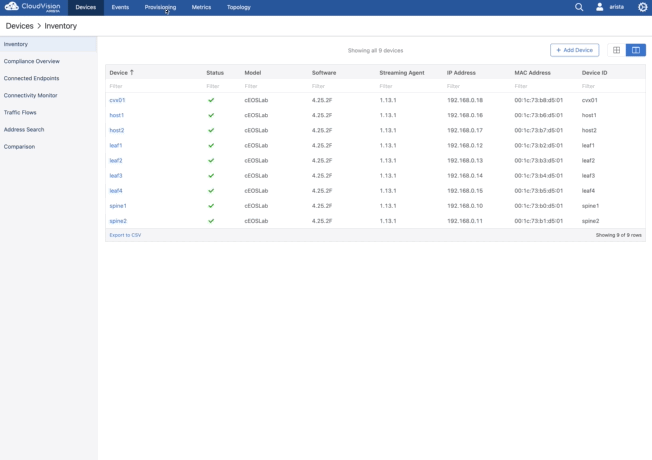 CloudVision
ARISTA
Devices Events Provisioning Metrics Topology arista
Devices > Inventory
Inventory
Compliance Overview
Connected Endpoints
Connectivity Monitor
Traffic Flows
Address Search
Comparison
Showing all 9 devices
+ Add Device
Device ↑ Status Model Software Streaming Agent IP Address MAC Address Device ID
Filter Filter Filter Filter Filter Filter Filter Filter
cvx01 ✓ cEOSLab 4.25.2F 1.13.1 192.168.0.18 00:1c:73:b8:d5:01 cvx01
host1 ✓ cEOSLab 4.25.2F 1.13.1 192.168.0.16 00:1c:73:b6:d5:01 host1
host2 ✓ cEOSLab 4.25.2F 1.13.1 192.168.0.17 00:1c:73:b7:d5:01 host2
leaf1 ✓ cEOSLab 4.25.2F 1.13.1 192.168.0.12 00:1c:73:b2:d5:01 leaf1
leaf2 ✓ cEOSLab 4.25.2F 1.13.1 192.168.0.13 00:1c:73:b3:d5:01 leaf2
leaf3 ✓ cEOSLab 4.25.2F 1.13.1 192.168.0.14 00:1c:73:b4:d5:01 leaf3
leaf4 ✓ cEOSLab 4.25.2F 1.13.1 192.168.0.15 00:1c:73:b5:d5:01 leaf4
spine1 ✓ cEOSLab 4.25.2F 1.13.1 192.168.0.10 00:1c:73:b0:d5:01 spine1
spine2 ✓ cEOSLab 4.25.2F 1.13.1 192.168.0.11 00:1c:73:b1:d5:01 spine2
Export to CSV Showing 9 of 9 rows